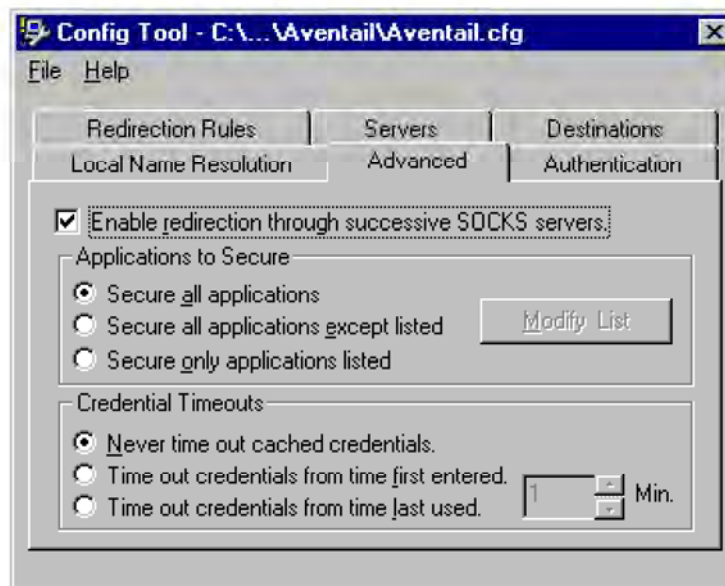 Config Tool - C:\...\Aventail\Aventail.cfg
File Help
Redirection Rules Servers Destinations
Local Name Resolution Advanced Authentication
Enable redirection through successive SOCKS servers.
Applications to Secure
Secure all applications
Secure all applications except listed
Modify List
Secure only applications listed
Credential Timeouts
Never time out cached credentials.
Time out credentials from time first entered.
1 Min.
Time out credentials from time last used.